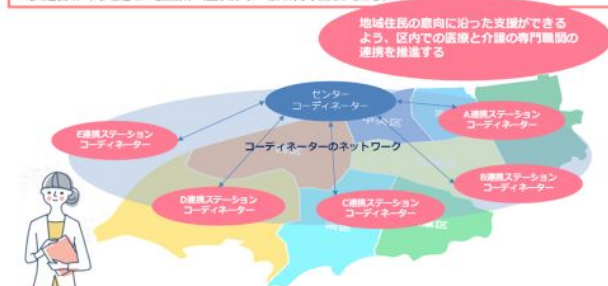 地域住民の意向に沿った支援ができる
よう、区内での医療と介護の専門職間の
連携を推進する
センター
コーディネーター
A連携ステーション
コーディネーター
E連携ステーション
コーディネーター
コーディネーターのネットワーク
B連携ステーション
コーディネーター
D連携ステーション
コーディネーター
C連携ステーション
コーディネーター